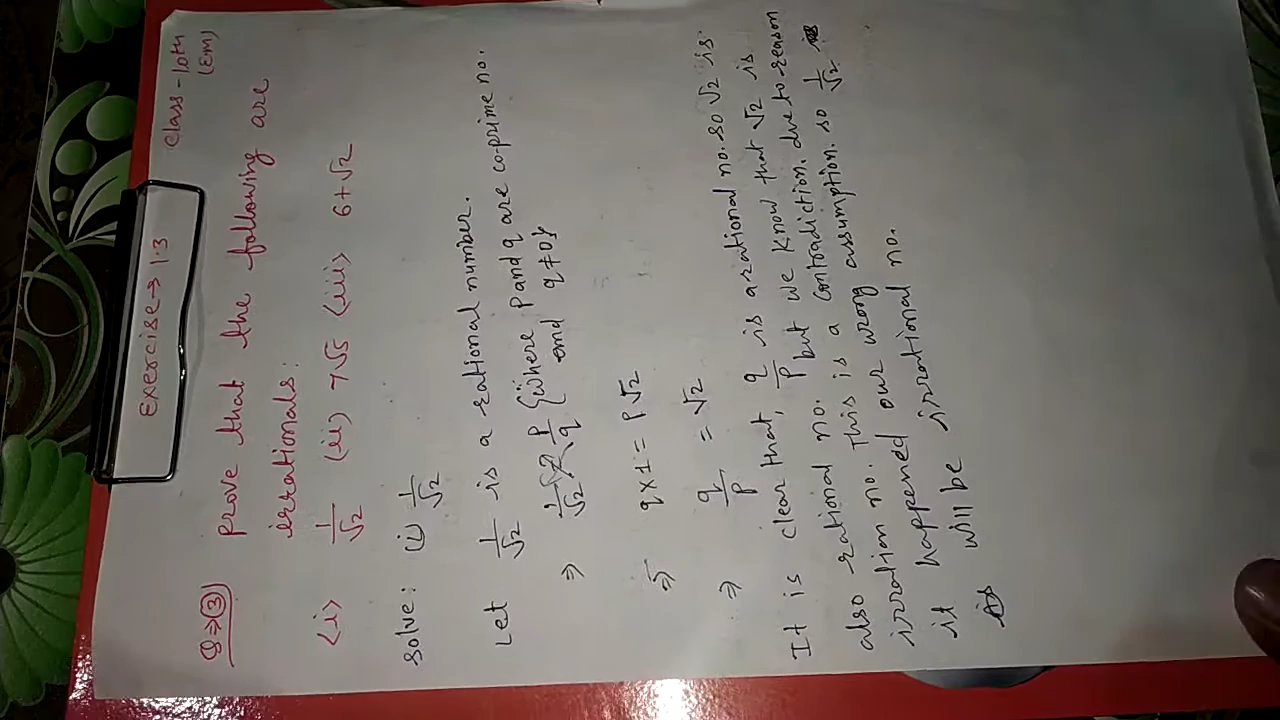 Exercise → 1.3
class-10th
(EM)
Q→③ prove that the following are
irrationals:
(i) 1/√2 (ii) 7√5 (iii) 6+√2
Solve: (i) 1/√2
Let 1/√2 is a rational number.
⇒ 1/√2 = p/q {where p and q are co-prime no.
and q≠0}
⇒ q×1 = p√2
⇒ q/p = √2
It is clear that, q/p is a rational no. so √2 is
also rational no. but we know that √2 is
irration no. This is a contradiction. due to reason
it happened our wrong assumption. so 1/√2
will be irrational no.